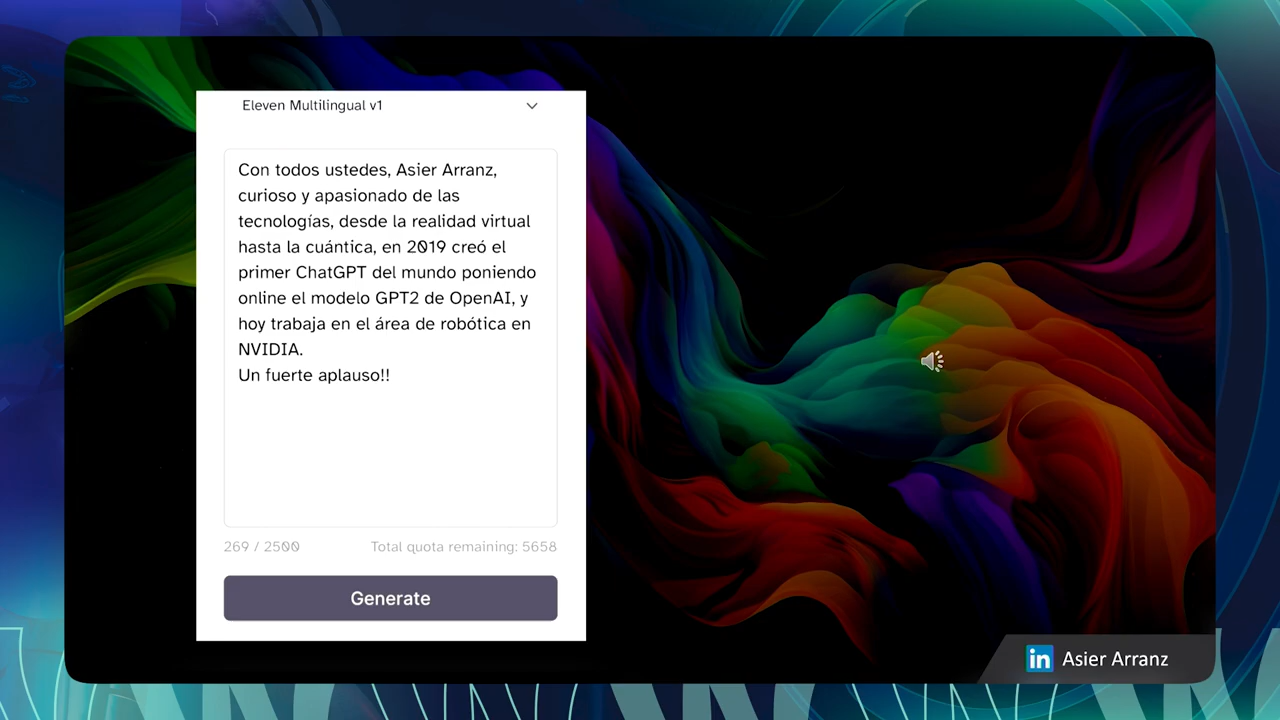 Eleven Multilingual v1
Con todos ustedes, Asier Arranz,
curioso y apasionado de las
tecnologías, desde la realidad virtual
hasta la cuántica, en 2019 creó el
primer ChatGPT del mundo poniendo
online el modelo GPT2 de OpenAI, y
hoy trabaja en el área de robótica en
NVIDIA.
Un fuerte aplauso!!
269 / 2500 Total quota remaining: 5658
Generate
in Asier Arranz